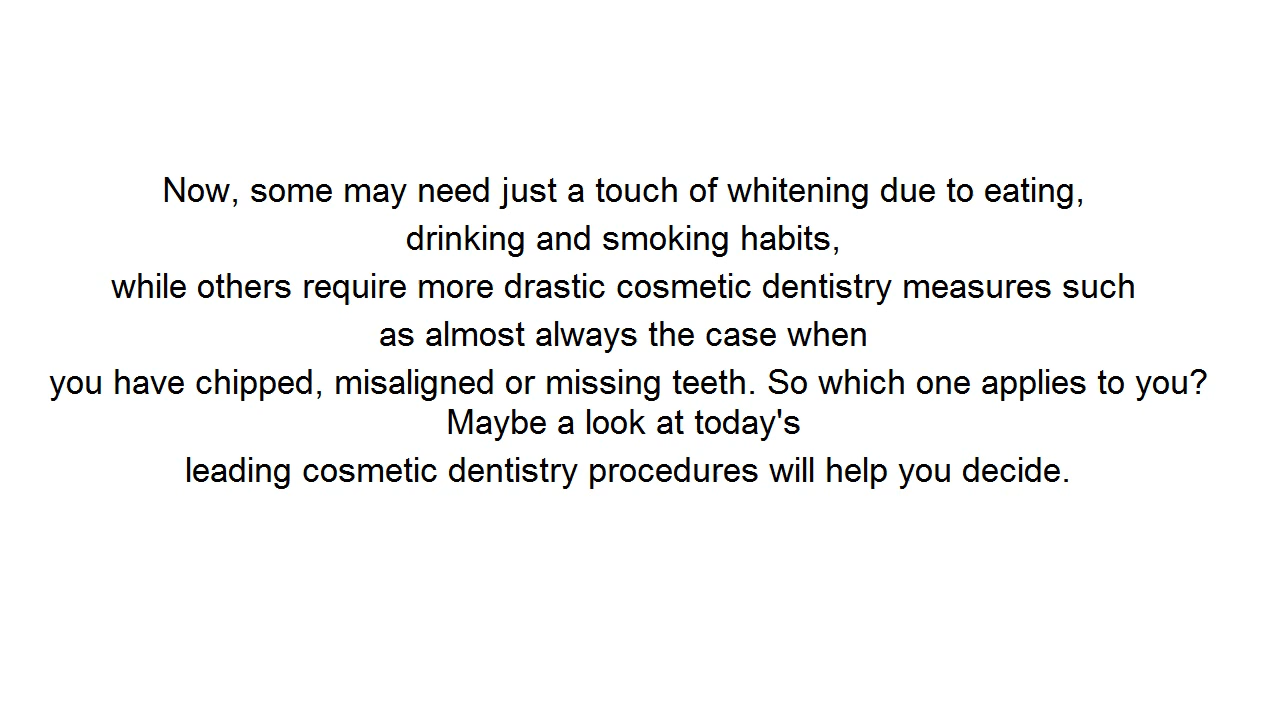 Now, some may need just a touch of whitening due to eating,
drinking and smoking habits,
while others require more drastic cosmetic dentistry measures such
as almost always the case when
you have chipped, misaligned or missing teeth. So which one applies to you?
Maybe a look at today's
leading cosmetic dentistry procedures will help you decide.